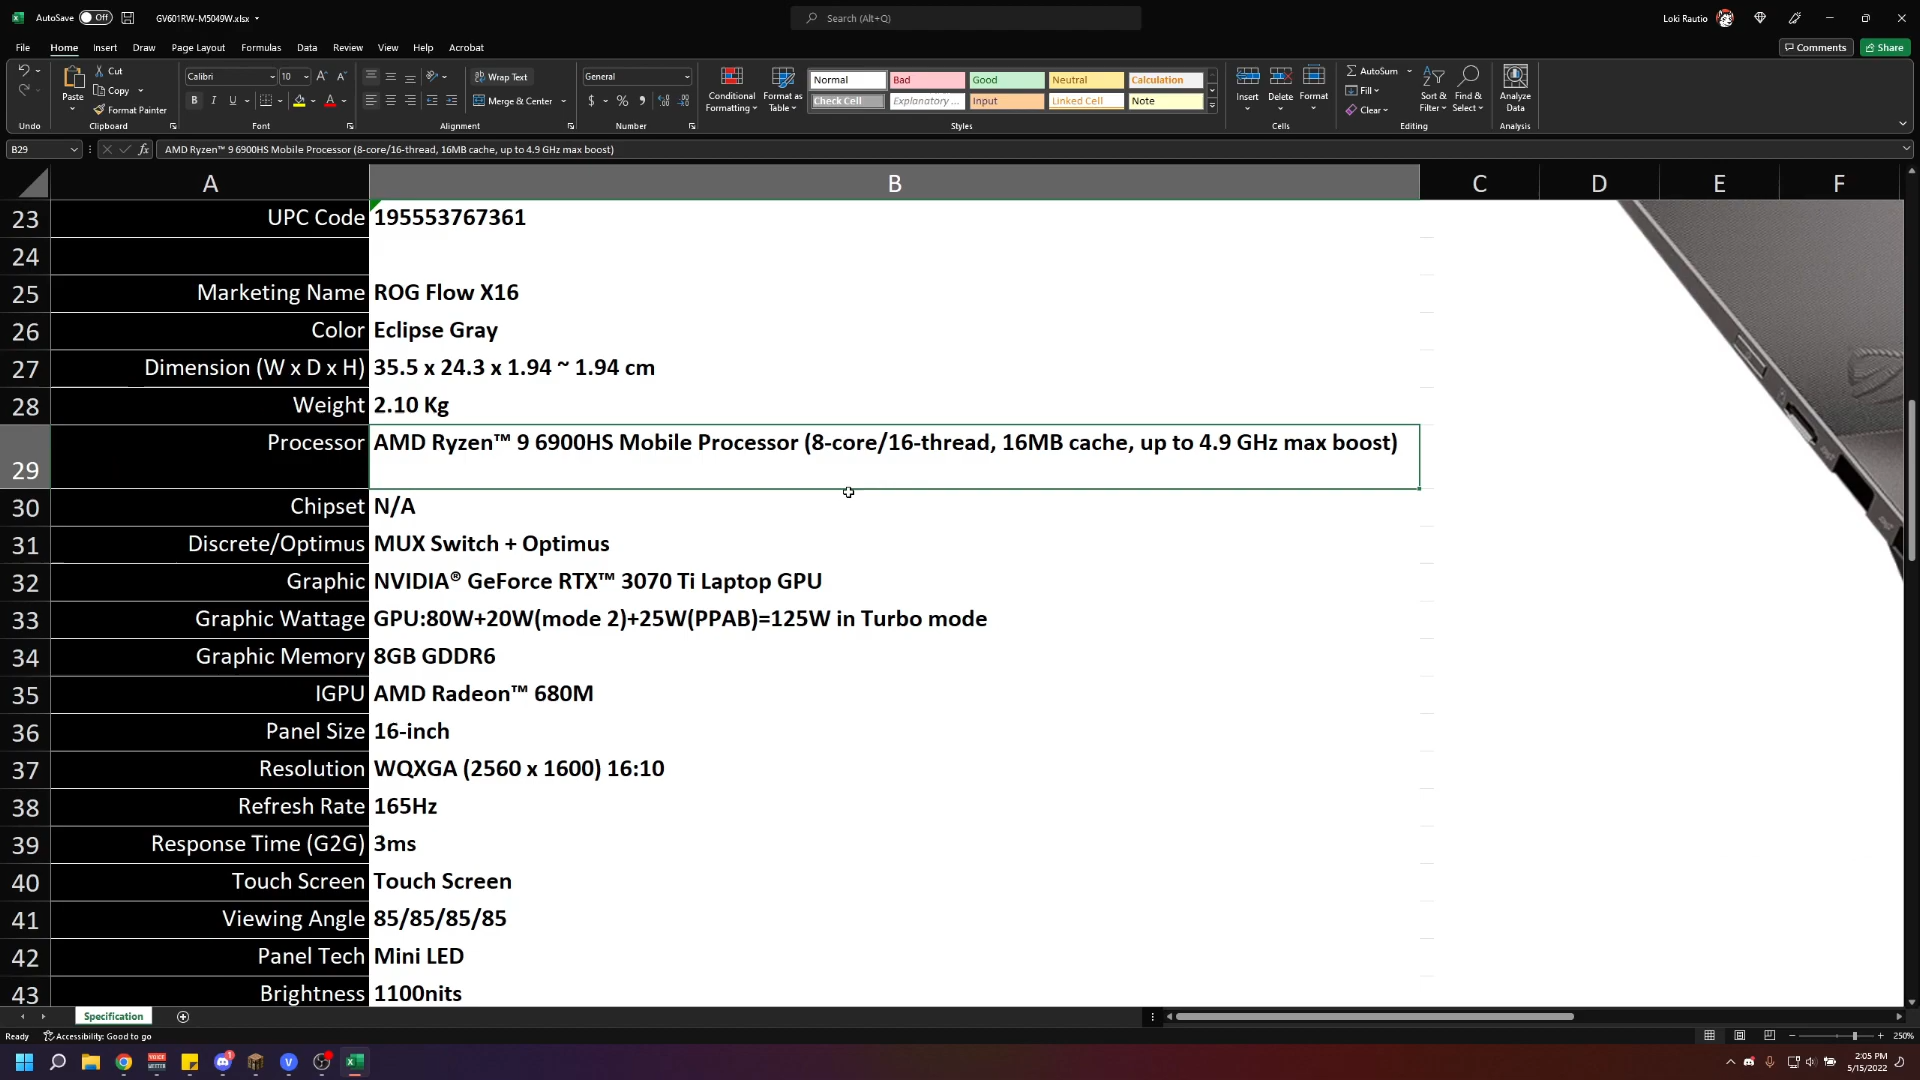 AutoSave Off GV601RW-M5049W.xlsx Search (Alt+Q) Loki Rautio
File Home Insert Draw Page Layout Formulas Data Review View Help Acrobat Comments Share
Cut
Copy
Format Painter
Paste
Calibri 10
B I U
Wrap Text
Merge & Center
General
$ %
Conditional Formatting
Format as Table
Normal Bad Good Neutral Calculation
Check Cell Explanatory ... Input Linked Cell Note
Insert Delete Format
AutoSum
Fill
Clear
Sort & Filter
Find & Select
Analyze Data
Undo Clipboard Font Alignment Number Styles Cells Editing Analysis
B29 fx AMD Ryzen™ 9 6900HS Mobile Processor (8-core/16-thread, 16MB cache, up to 4.9 GHz max boost)
A B C D E F
23 UPC Code 195553767361
24
25 Marketing Name ROG Flow X16
26 Color Eclipse Gray
27 Dimension (W x D x H) 35.5 x 24.3 x 1.94 ~ 1.94 cm
28 Weight 2.10 Kg
29 Processor AMD Ryzen™ 9 6900HS Mobile Processor (8-core/16-thread, 16MB cache, up to 4.9 GHz max boost)
30 Chipset N/A
31 Discrete/Optimus MUX Switch + Optimus
32 Graphic NVIDIA® GeForce RTX™ 3070 Ti Laptop GPU
33 Graphic Wattage GPU:80W+20W(mode 2)+25W(PPAB)=125W in Turbo mode
34 Graphic Memory 8GB GDDR6
35 IGPU AMD Radeon™ 680M
36 Panel Size 16-inch
37 Resolution WQXGA (2560 x 1600) 16:10
38 Refresh Rate 165Hz
39 Response Time (G2G) 3ms
40 Touch Screen Touch Screen
41 Viewing Angle 85/85/85/85
42 Panel Tech Mini LED
43 Brightness 1100nits
Specification
Ready Accessibility: Good to go 250%
2:05 PM
5/15/2022